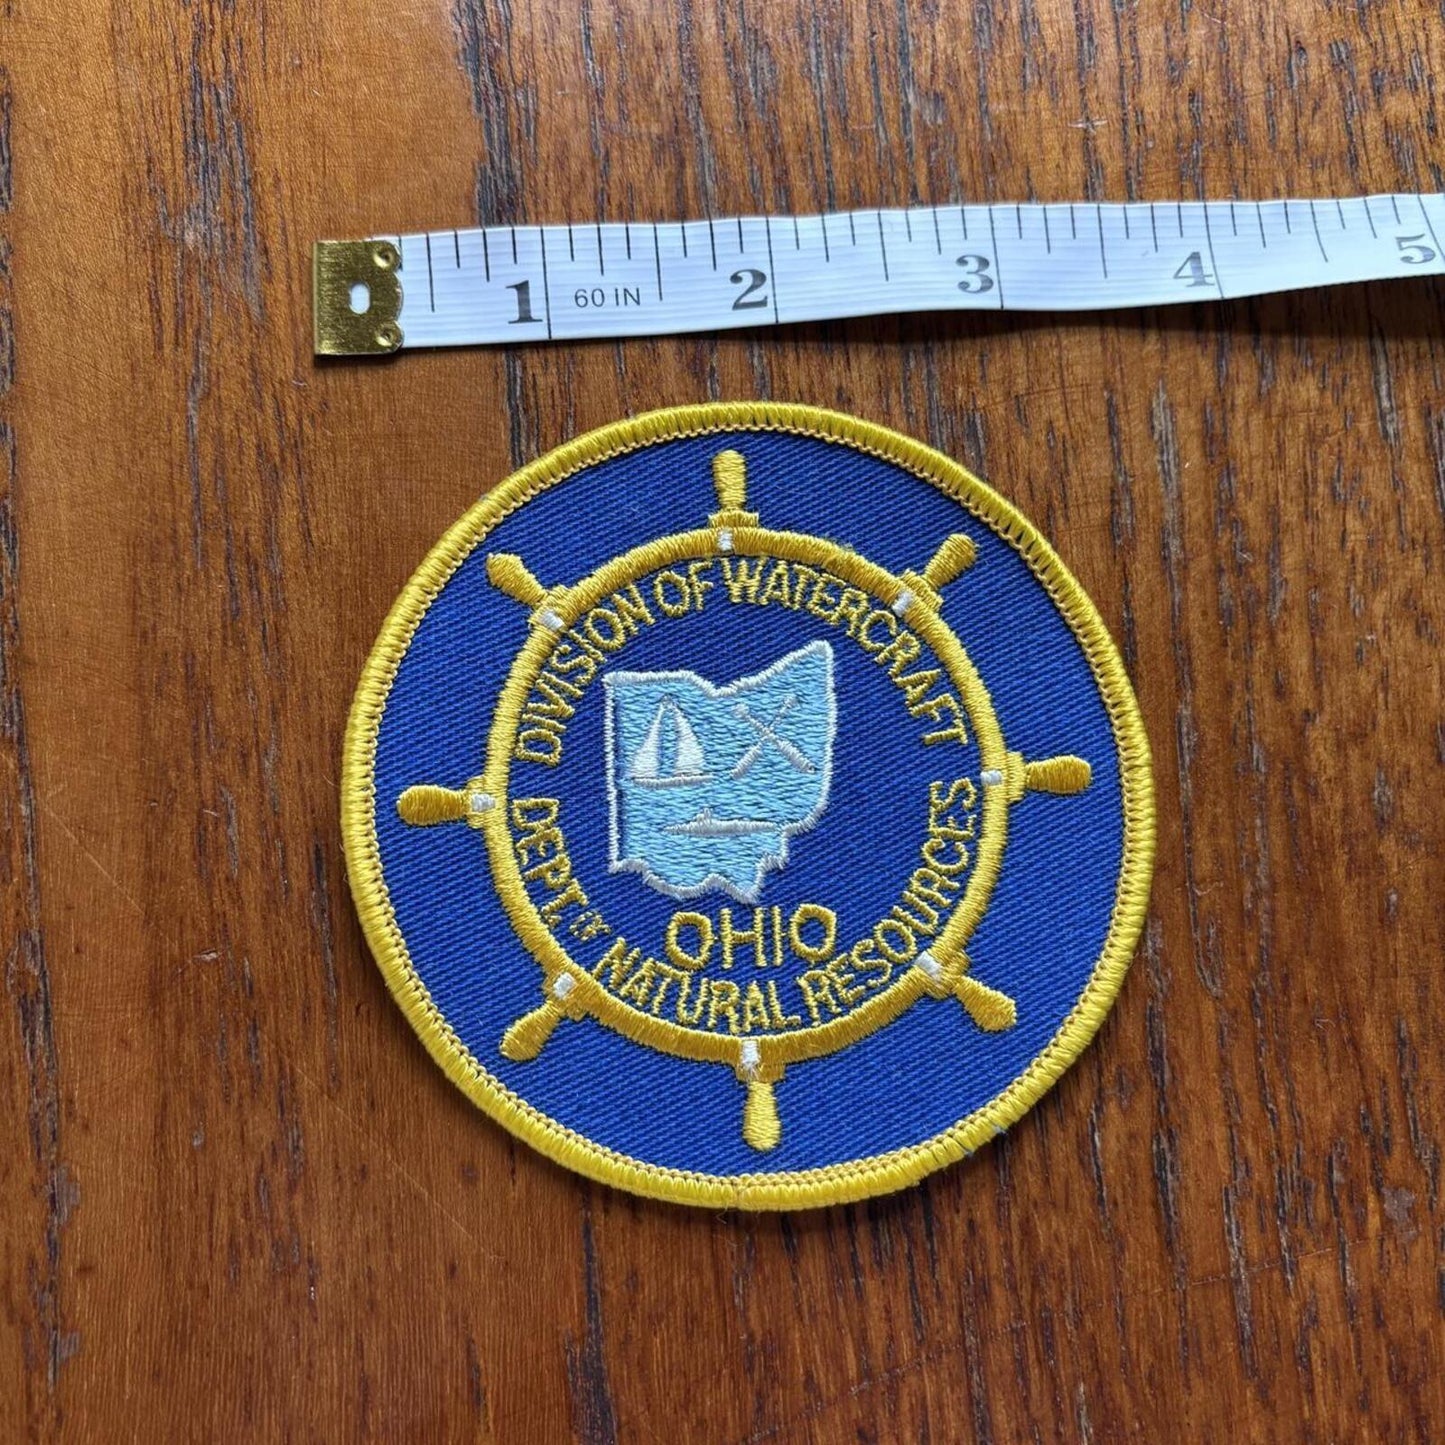 1 60 IN 2 3 4 5
DIVISION OF WATERCRAFT
OHIO
DEPT. OF NATURAL RESOURCES